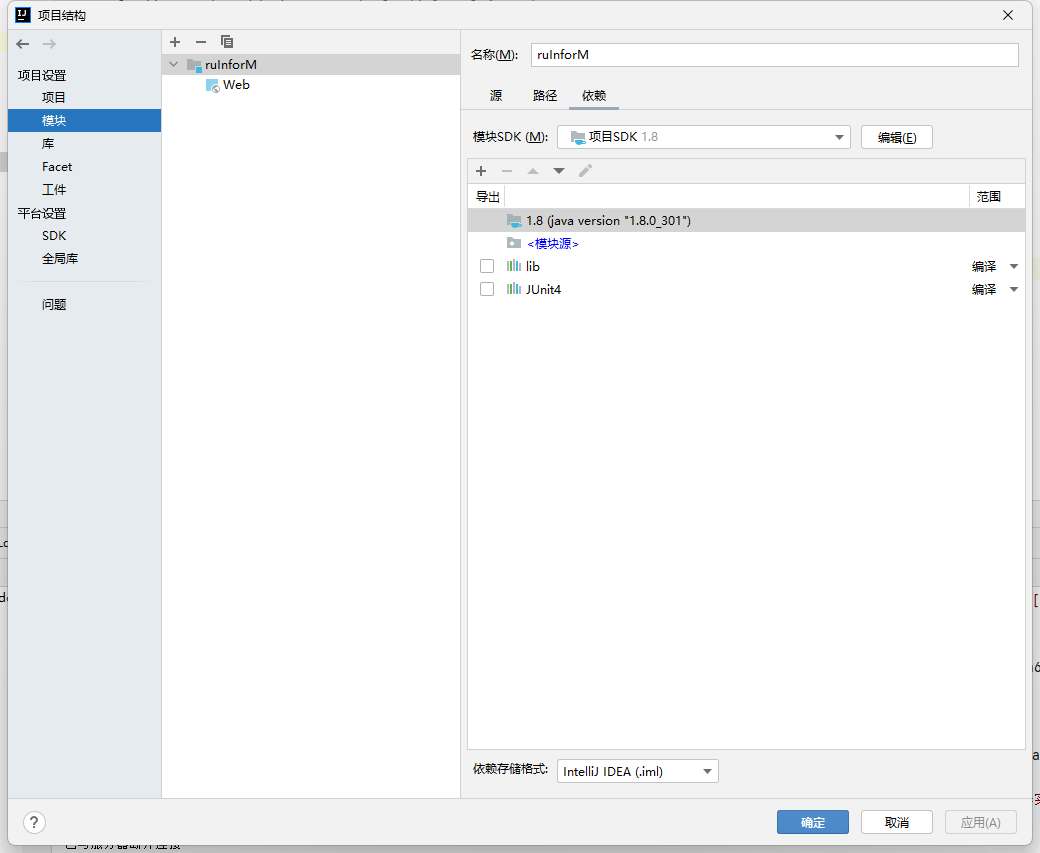 项目结构
项目设置
项目
模块
库
Facet
工件
平台设置
SDK
全局库
问题
ruInforM
Web
名称(M): ruInforM
源 路径 依赖
模块SDK (M): 项目SDK 1.8 编辑(E)
导出 范围
1.8 (java version "1.8.0_301")
<模块源>
lib 编译
JUnit4 编译
依赖存储格式: IntelliJ IDEA (.iml)
? 确定 取消 应用(A)